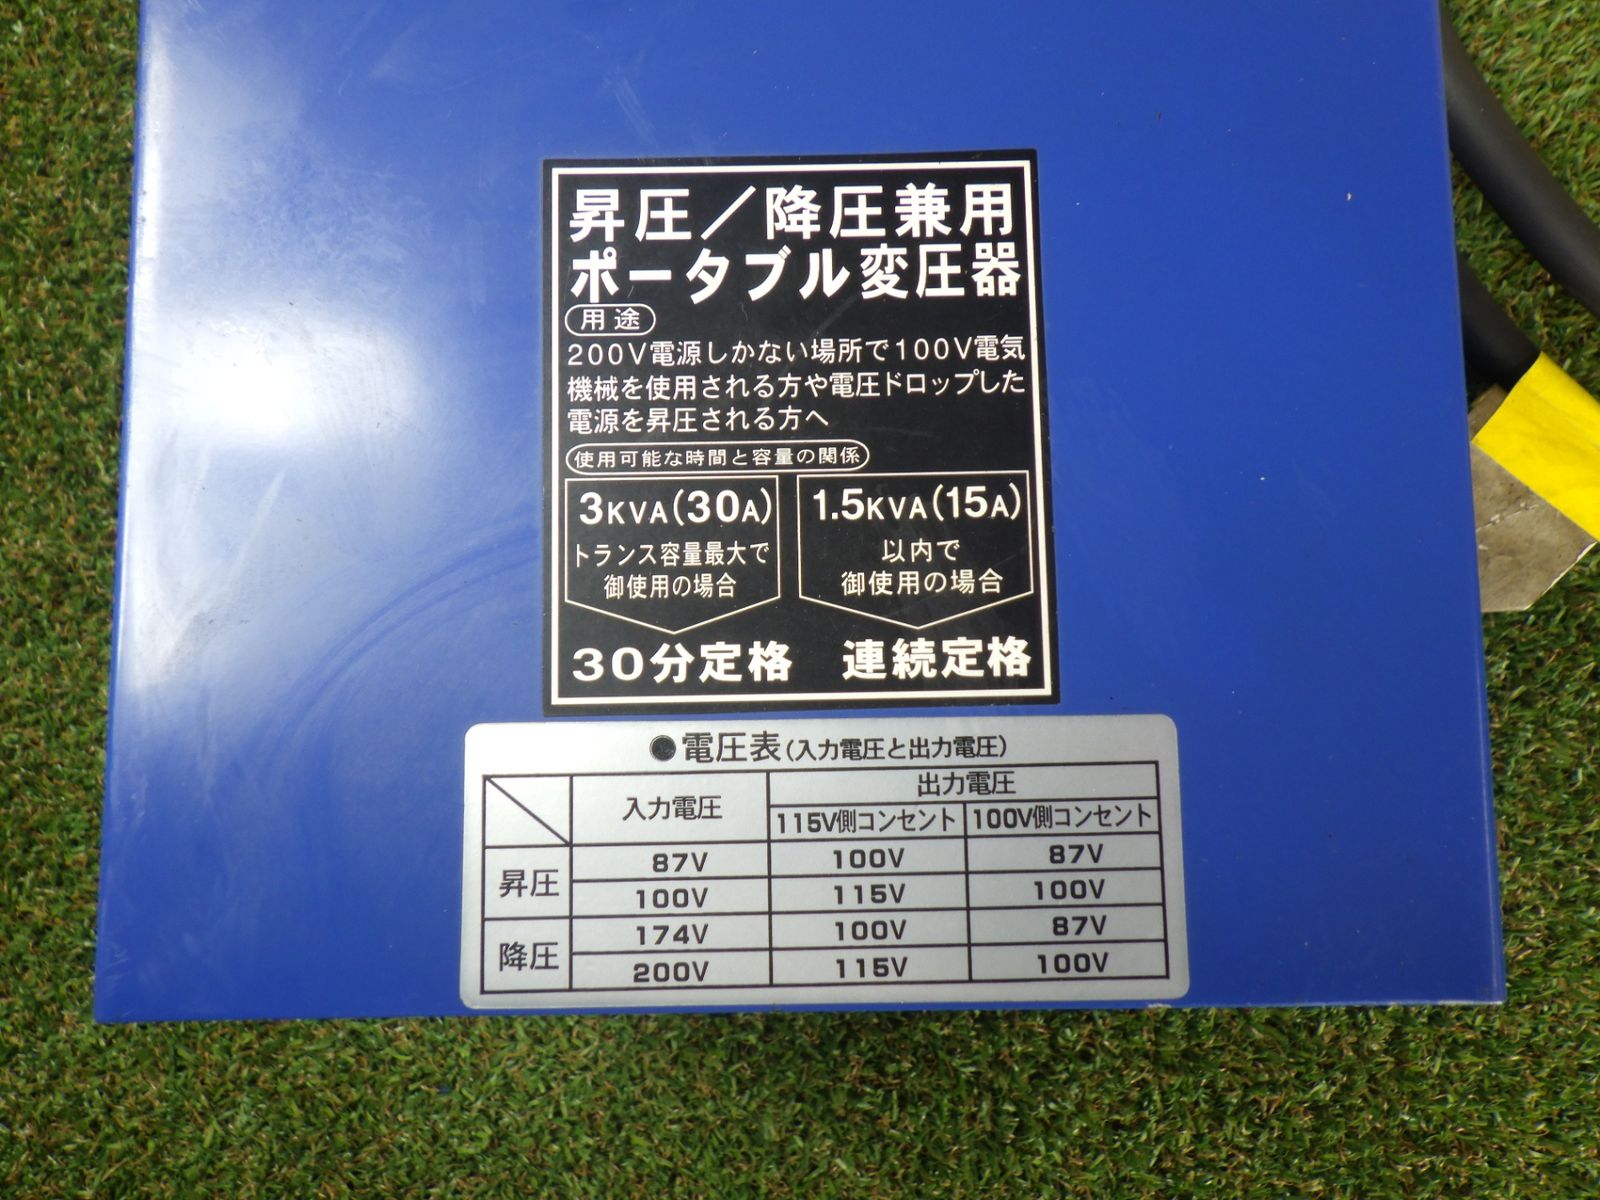 昇圧／降圧兼用
ポータブル変圧器
用途
200V電源しかない場所で100V電気
機械を使用される方や電圧ドロップした
電源を昇圧される方へ
使用可能な時間と容量の関係
3KVA(30A)
トランス容量最大で
御使用の場合
30分定格
1.5KVA(15A)
以内で
御使用の場合
連続定格
●電圧表(入力電圧と出力電圧)
入力電圧 出力電圧
115V側コンセント 100V側コンセント
昇圧 87V 100V 87V
100V 115V 100V
降圧 174V 100V 87V
200V 115V 100V